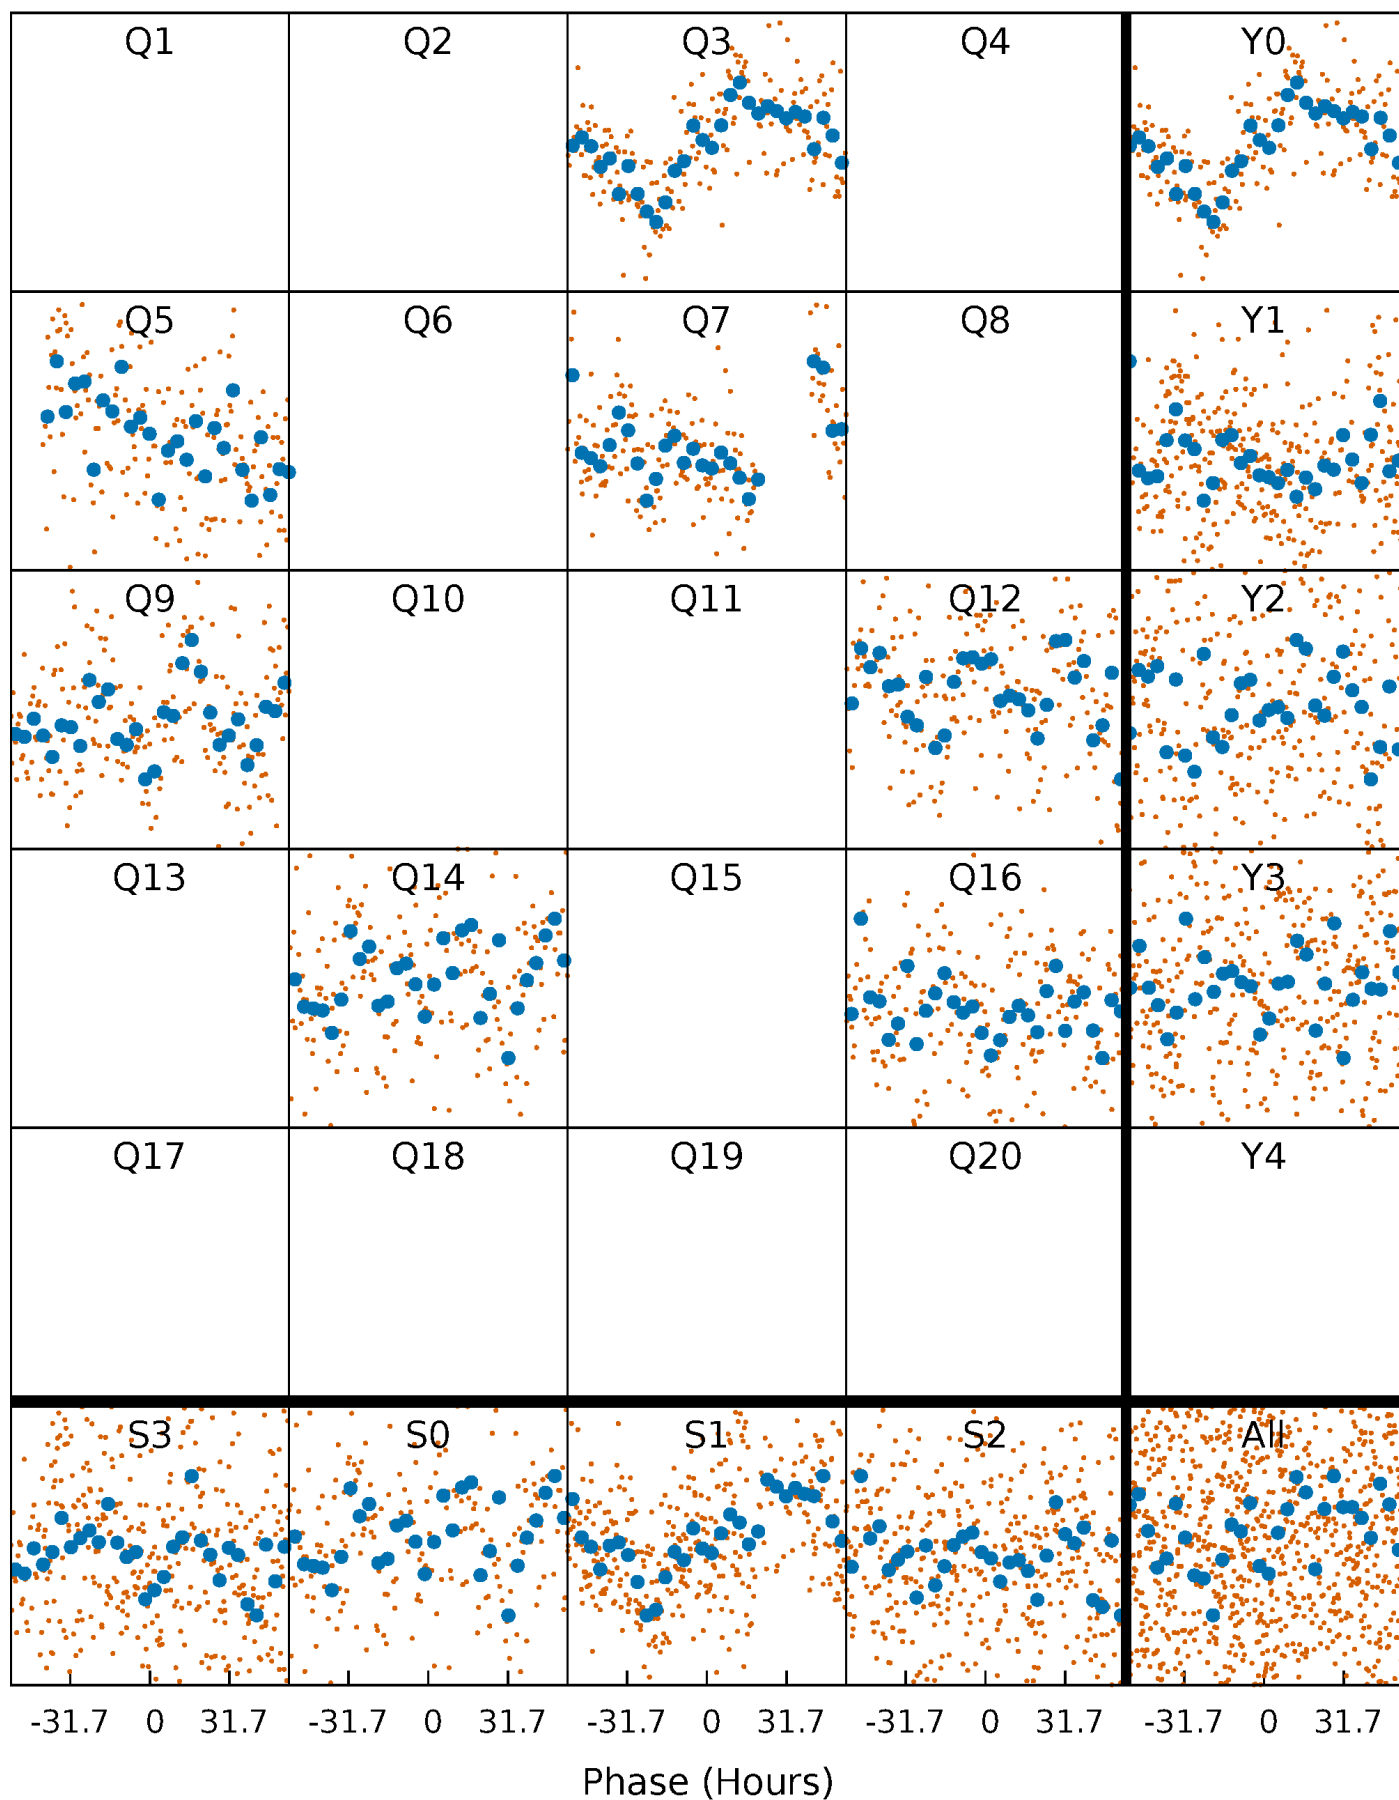 Q1 Q2 Q3 Q4 Y0
Q5 Q6 Q7 Q8 Y1
Q9 Q10 Q11 Q12 Y2
Q13 Q14 Q15 Q16 Y3
Q17 Q18 Q19 Q20 Y4
S3 S0 S1 S2 All
-31.7 0 31.7 -31.7 0 31.7 -31.7 0 31.7 -31.7 0 31.7 -31.7 0 31.7
Phase (Hours)